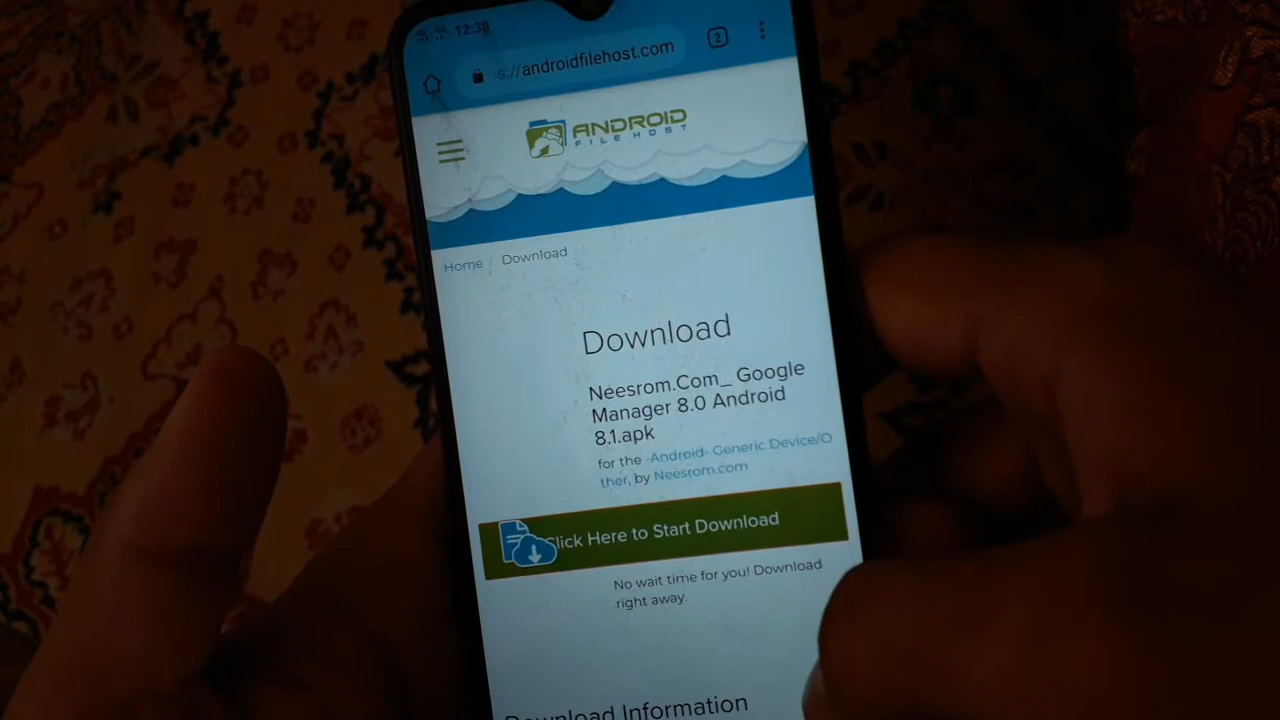 12:38
s://androidfilehost.com
2
ANDROID
FILE HOST
Home / Download
Download
Neesrom.Com_ Google
Manager 8.0 Android
8.1.apk
for the -Android- Generic Device/O
ther, by Neesrom.com
Click Here to Start Download
No wait time for you! Download
right away.
Download Information